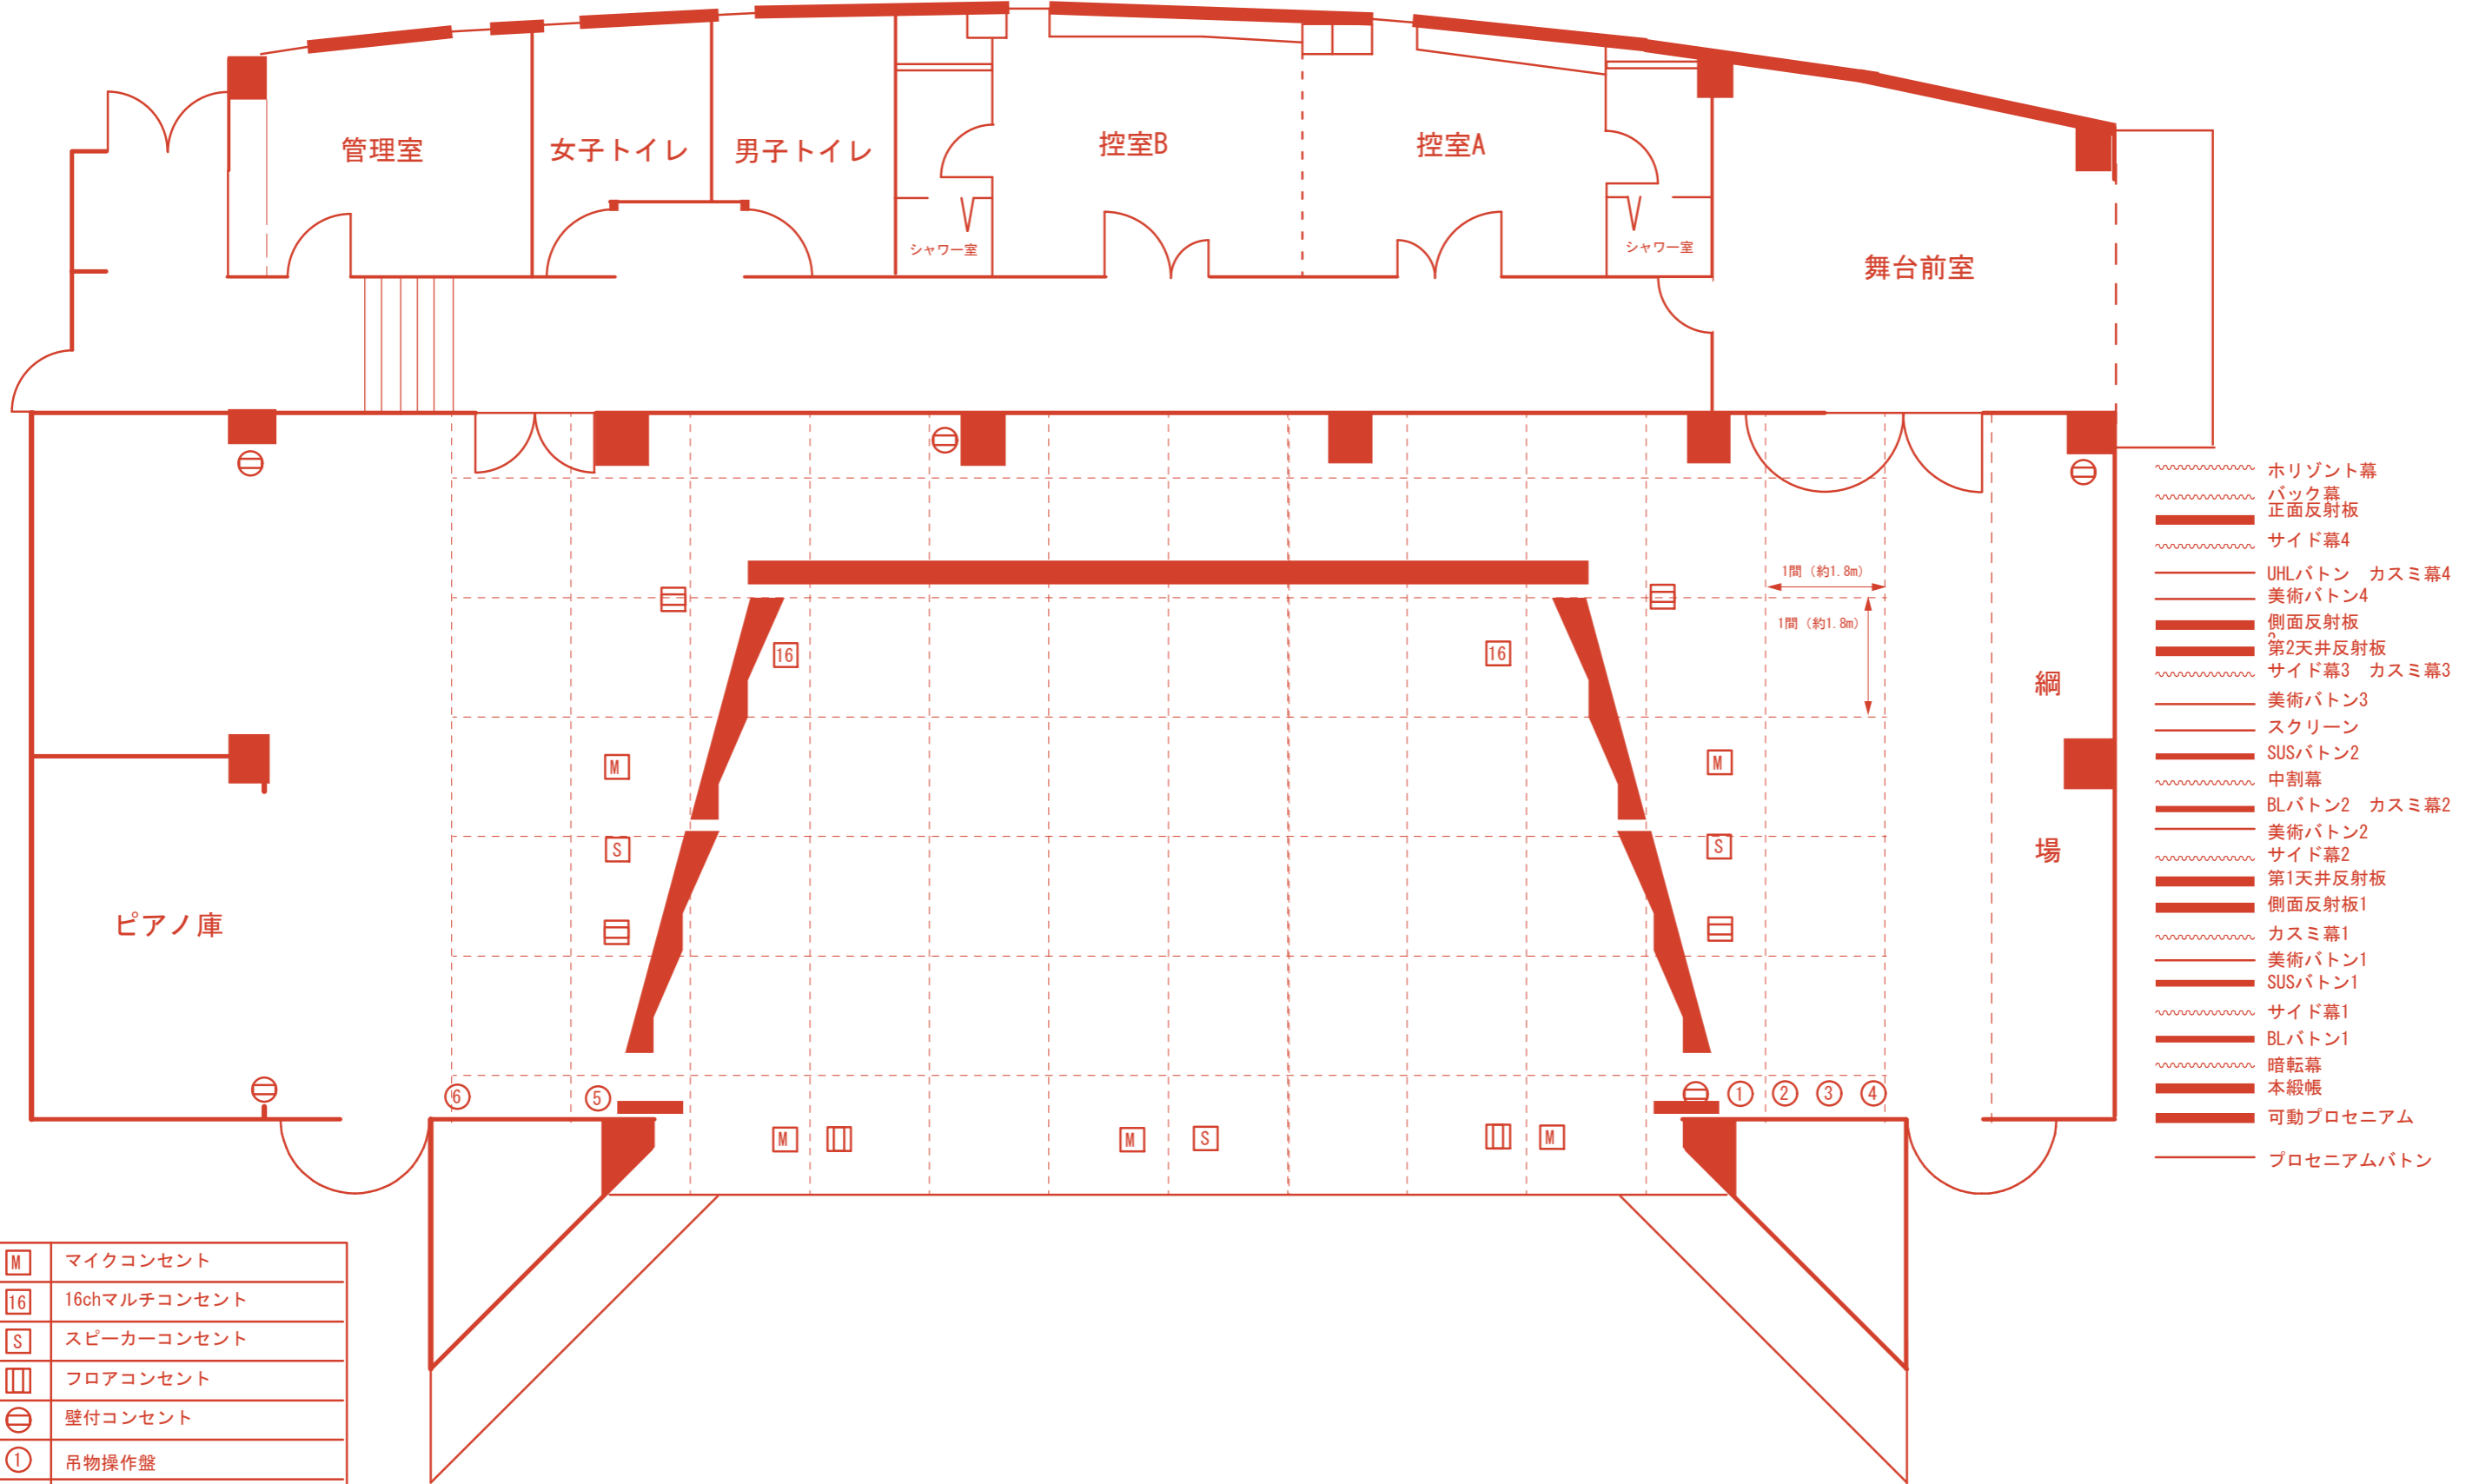 管理室
女子トイレ
男子トイレ
控室B
控室A
シャワー室
シャワー室
舞台前室
ホリゾント幕
バック幕
正面反射板
サイド幕4
UHLバトン　カスミ幕4
美術バトン4
側面反射板
2
第2天井反射板
サイド幕3　カスミ幕3
美術バトン3
スクリーン
SUSバトン2
中割幕
BLバトン2　カスミ幕2
美術バトン2
サイド幕2
第1天井反射板
側面反射板1
カスミ幕1
美術バトン1
SUSバトン1
サイド幕1
BLバトン1
暗転幕
本緞帳
可動プロセニアム
プロセニアムバトン
1間（約1.8m）
1間（約1.8m）
16
16
綱
場
M
M
S
S
ピアノ庫
⑥
⑤
①
②
③
④
M
M
S
M
M
マイクコンセント
16
16chマルチコンセント
S
スピーカーコンセント
フロアコンセント
壁付コンセント
①
吊物操作盤